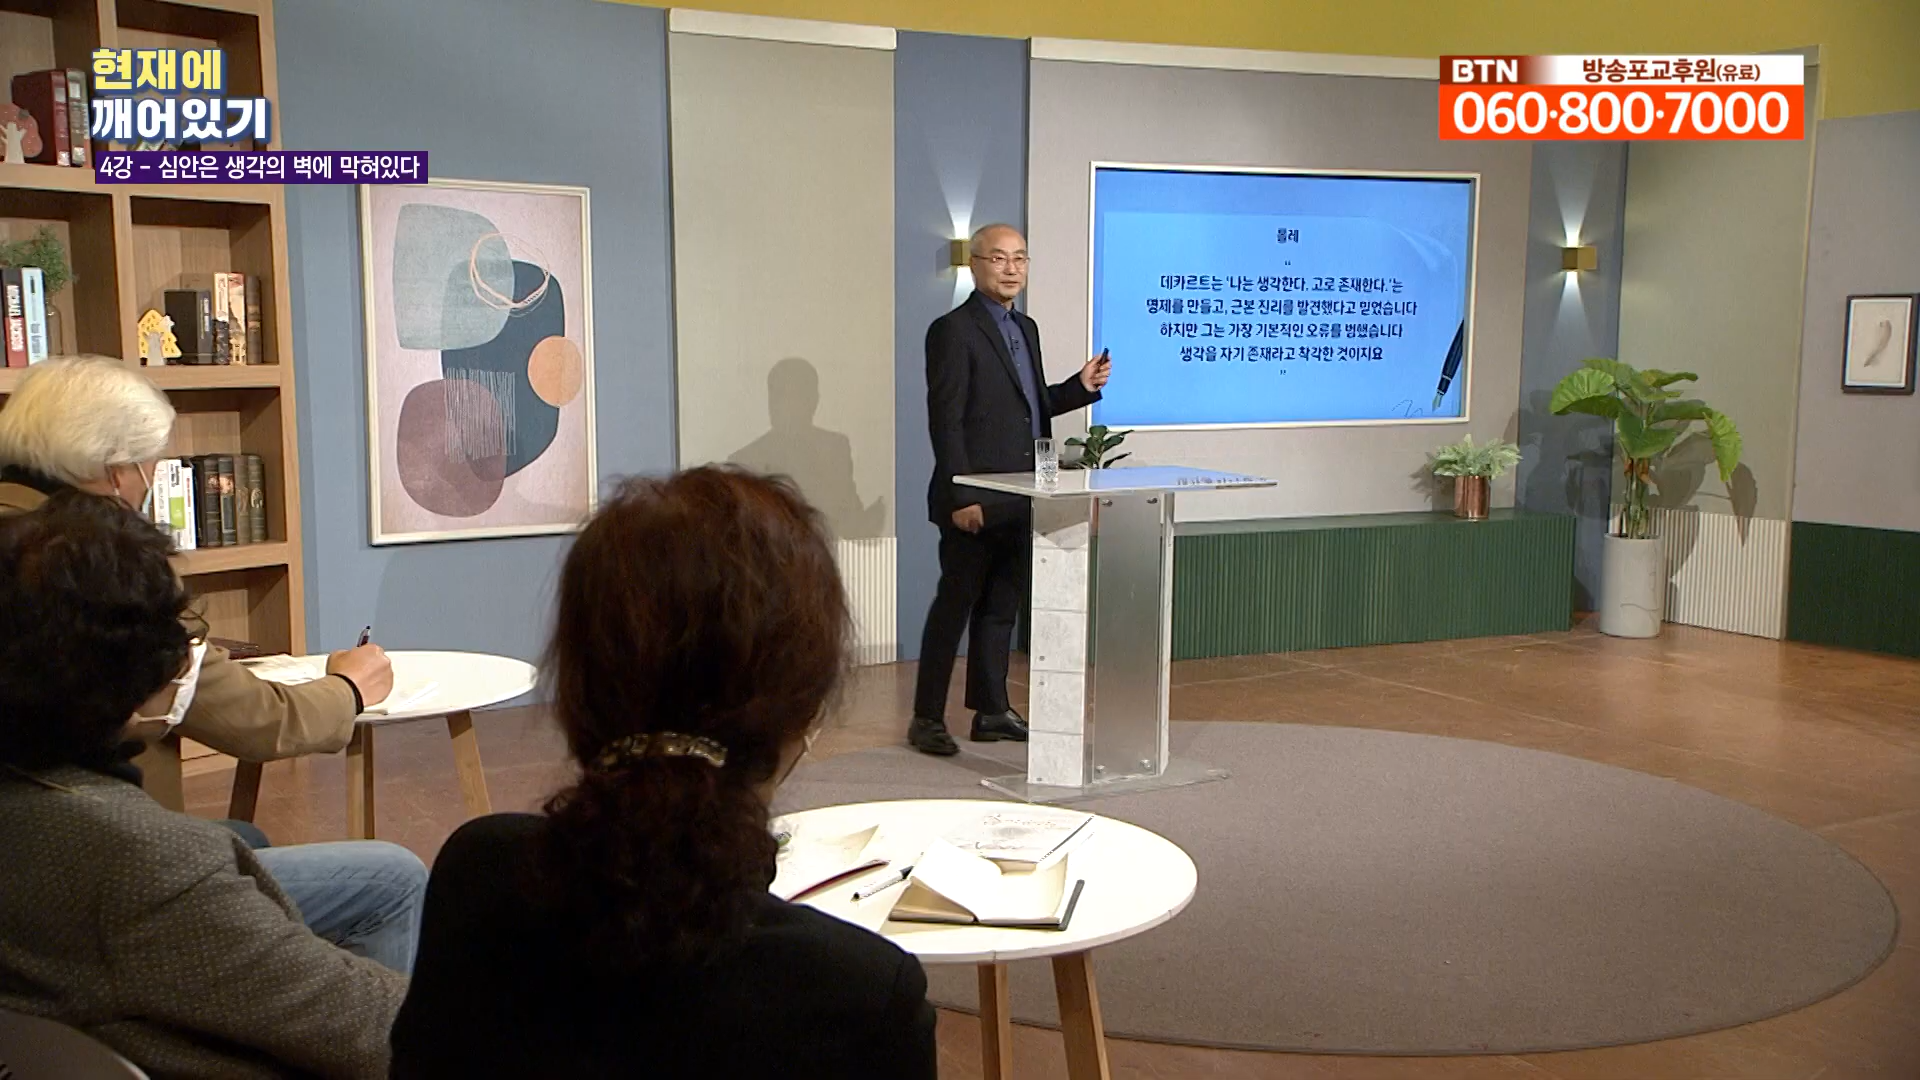 현재에
깨어있기
4강 - 심안은 생각의 벽에 막혀있다
BTN 방송포교후원(유료)
060·800·7000
톨레
“
데카르트는 ‘나는 생각한다. 고로 존재한다.’는
명제를 만들고, 근본 진리를 발견했다고 믿었습니다
하지만 그는 가장 기본적인 오류를 범했습니다
생각을 자기 존재라고 착각한 것이지요
”
MICHAEL JACKSON